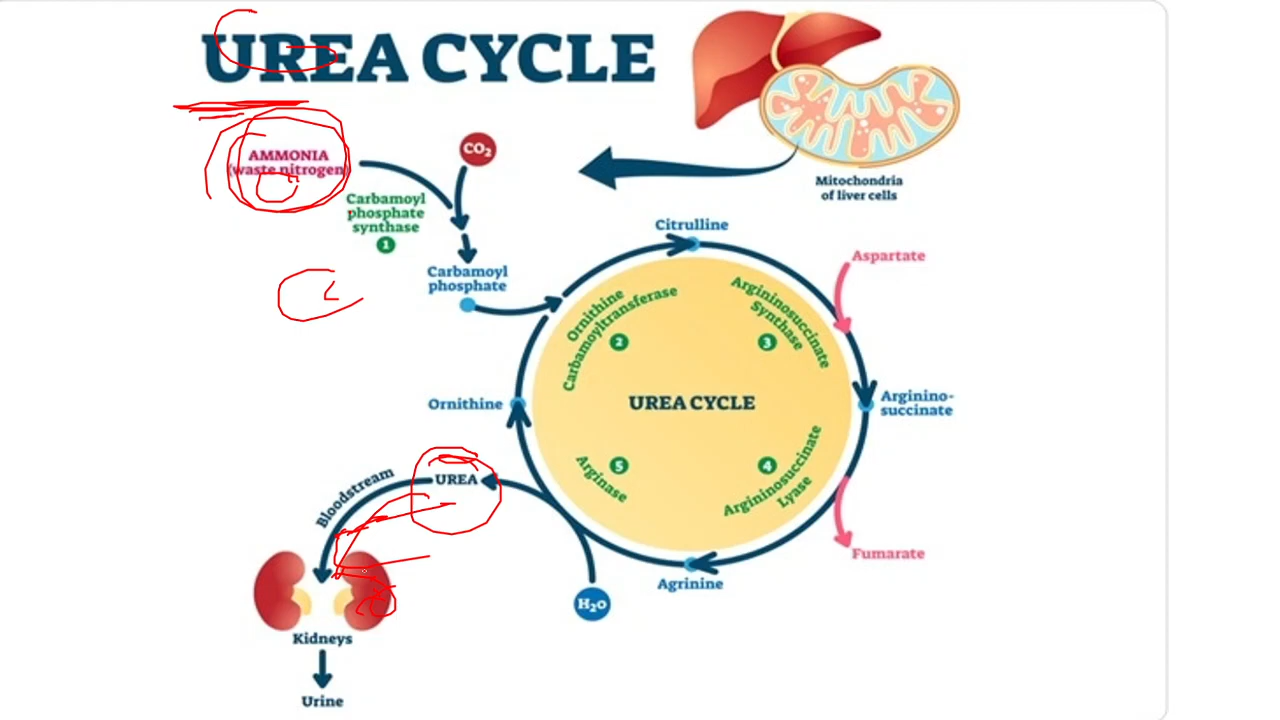 UREA CYCLE
AMMONIA
(waste nitrogen)
CO₂
Mitochondria
of liver cells
Carbamoyl
phosphate
synthase
1
Carbamoyl
phosphate
Citrulline
Aspartate
Ornithine
Carbamoyltransferase
2
Argininosuccinate
Synthase
3
Ornithine
UREA CYCLE
Arginino-
succinate
5
Arginase
4
Argininosuccinate
Lyase
UREA
Bloodstream
Fumarate
Agrinine
H₂O
Kidneys
Urine